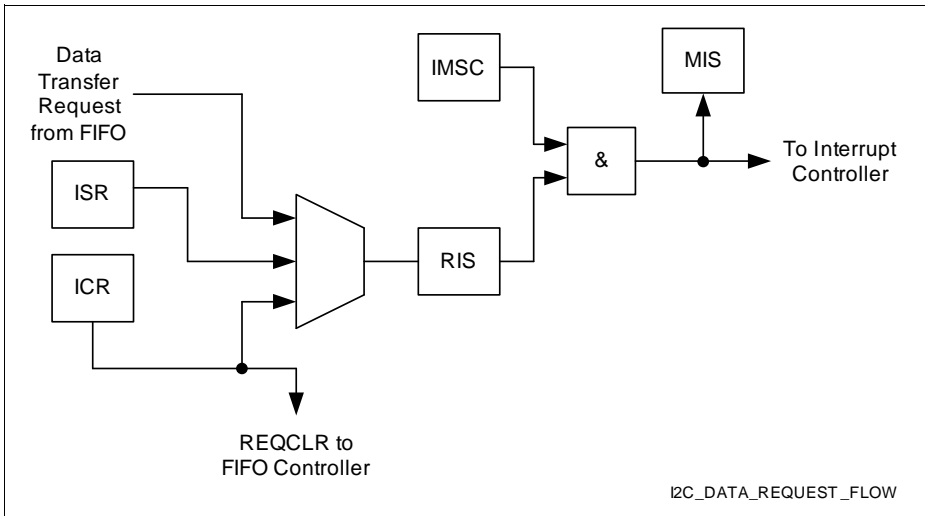 Data
Transfer
Request
from FIFO
IMSC
MIS
ISR
&
To Interrupt
Controller
ICR
RIS
REQCLR to
FIFO Controller
I2C_DATA_REQUEST_FLOW